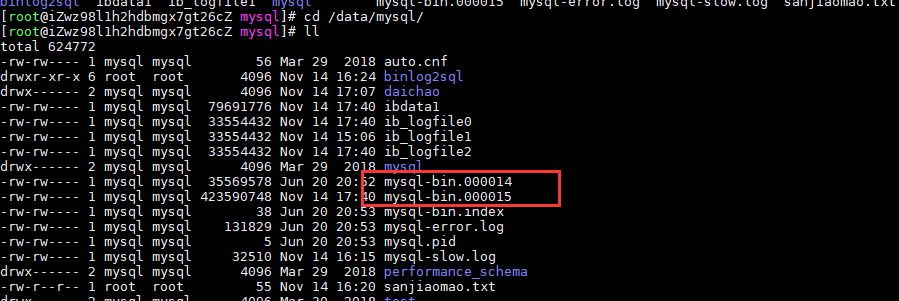 binlog2sql ibdata1 ib_logfile1 mysql mysql-bin.000015 mysql-error.log mysql-slow.log sanjiaomao.txt
[root@iZwz98l1h2hdbmgx7gt26cZ mysql]# cd /data/mysql/
[root@iZwz98l1h2hdbmgx7gt26cZ mysql]# ll
total 624772
-rw-rw---- 1 mysql mysql 56 Mar 29 2018 auto.cnf
drwxr-xr-x 6 root root 4096 Nov 14 16:24 binlog2sql
drwx------ 2 mysql mysql 4096 Nov 14 17:07 daichao
-rw-rw---- 1 mysql mysql 79691776 Nov 14 17:40 ibdata1
-rw-rw---- 1 mysql mysql 33554432 Nov 14 17:40 ib_logfile0
-rw-rw---- 1 mysql mysql 33554432 Nov 14 15:06 ib_logfile1
-rw-rw---- 1 mysql mysql 33554432 Nov 14 17:40 ib_logfile2
drwx------ 2 mysql mysql 4096 Mar 29 2018 mysql
-rw-rw---- 1 mysql mysql 35569578 Jun 20 20:52 mysql-bin.000014
-rw-rw---- 1 mysql mysql 423590748 Nov 14 17:40 mysql-bin.000015
-rw-rw---- 1 mysql mysql 38 Jun 20 20:53 mysql-bin.index
-rw-rw---- 1 mysql mysql 131829 Jun 20 20:53 mysql-error.log
-rw-rw---- 1 mysql mysql 5 Jun 20 20:53 mysql.pid
-rw-rw---- 1 mysql mysql 32510 Nov 14 16:15 mysql-slow.log
drwx------ 2 mysql mysql 4096 Mar 29 2018 performance_schema
-rw-r--r-- 1 root root 55 Nov 14 16:20 sanjiaomao.txt
drwx------ 2 mysql mysql 4096 Mar 29 2018 test